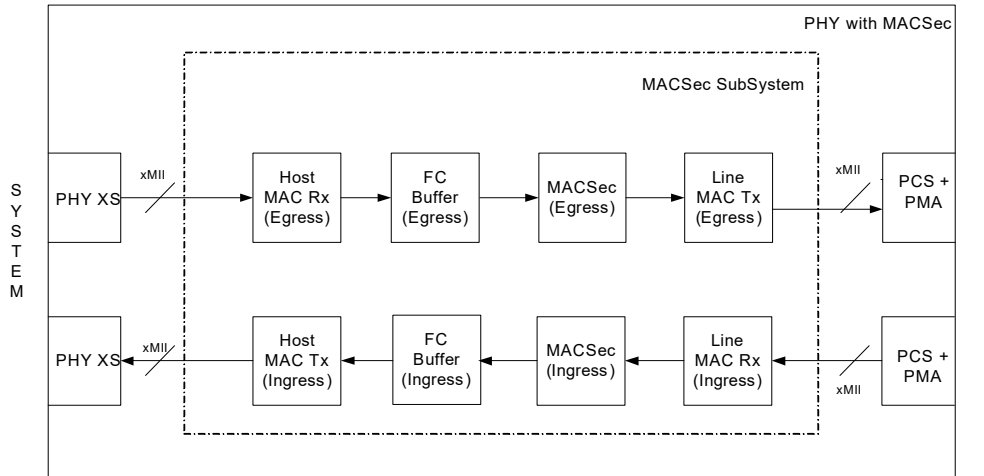 PHY with MACSec
MACSec SubSystem
S
Y
S
T
E
M
PHY XS
xMII
Host
MAC Rx
(Egress)
FC
Buffer
(Egress)
MACSec
(Egress)
Line
MAC Tx
(Egress)
xMII
PCS +
PMA
PHY XS
xMII
Host
MAC Tx
(Ingress)
FC
Buffer
(Ingress)
MACSec
(Ingress)
Line
MAC Rx
(Ingress)
xMII
PCS +
PMA